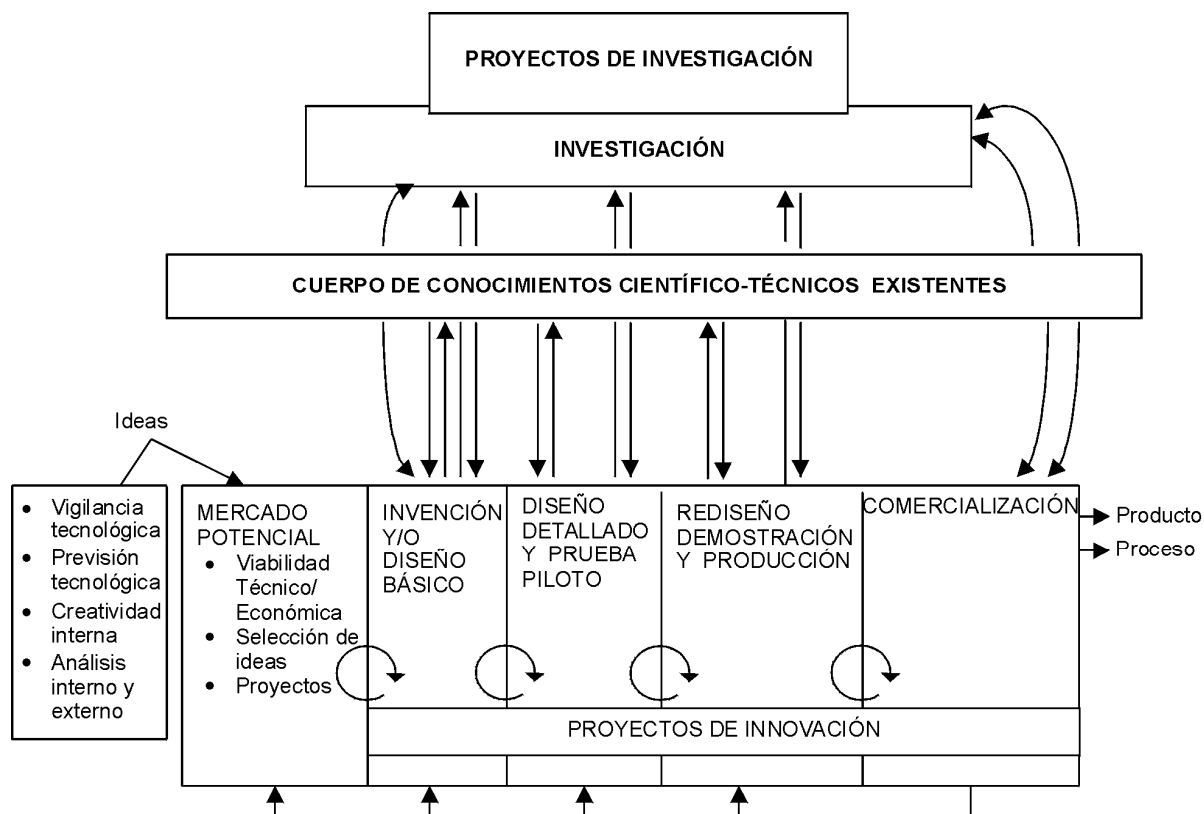 PROYECTOS DE INVESTIGACIÓN
INVESTIGACIÓN
CUERPO DE CONOCIMIENTOS CIENTÍFICO-TÉCNICOS EXISTENTES
Ideas
• Vigilancia
tecnológica
• Previsión
tecnológica
• Creatividad
interna
• Análisis
interno y
externo
MERCADO
POTENCIAL
• Viabilidad
Técnico/
Económica
• Selección de
ideas
• Proyectos
INVENCIÓN
Y/O
DISEÑO
BÁSICO
DISEÑO
DETALLADO
Y PRUEBA
PILOTO
REDISEÑO
DEMOSTRACIÓN
Y PRODUCCIÓN
COMERCIALIZACIÓN
Producto
Proceso
PROYECTOS DE INNOVACIÓN